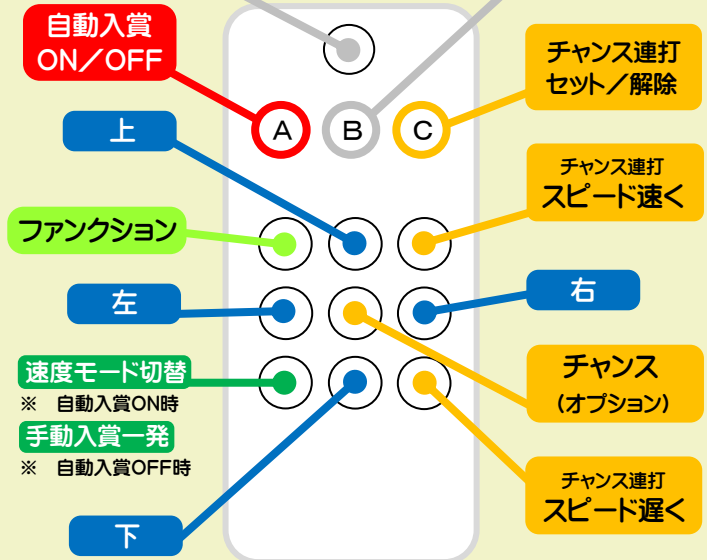 自動入賞
ON／OFF
チャンス連打
セット／解除
A
B
C
上
チャンス連打
スピード速く
ファンクション
左
右
速度モード切替
※ 自動入賞ON時
手動入賞一発
※ 自動入賞OFF時
チャンス
(オプション)
チャンス連打
スピード遅く
下